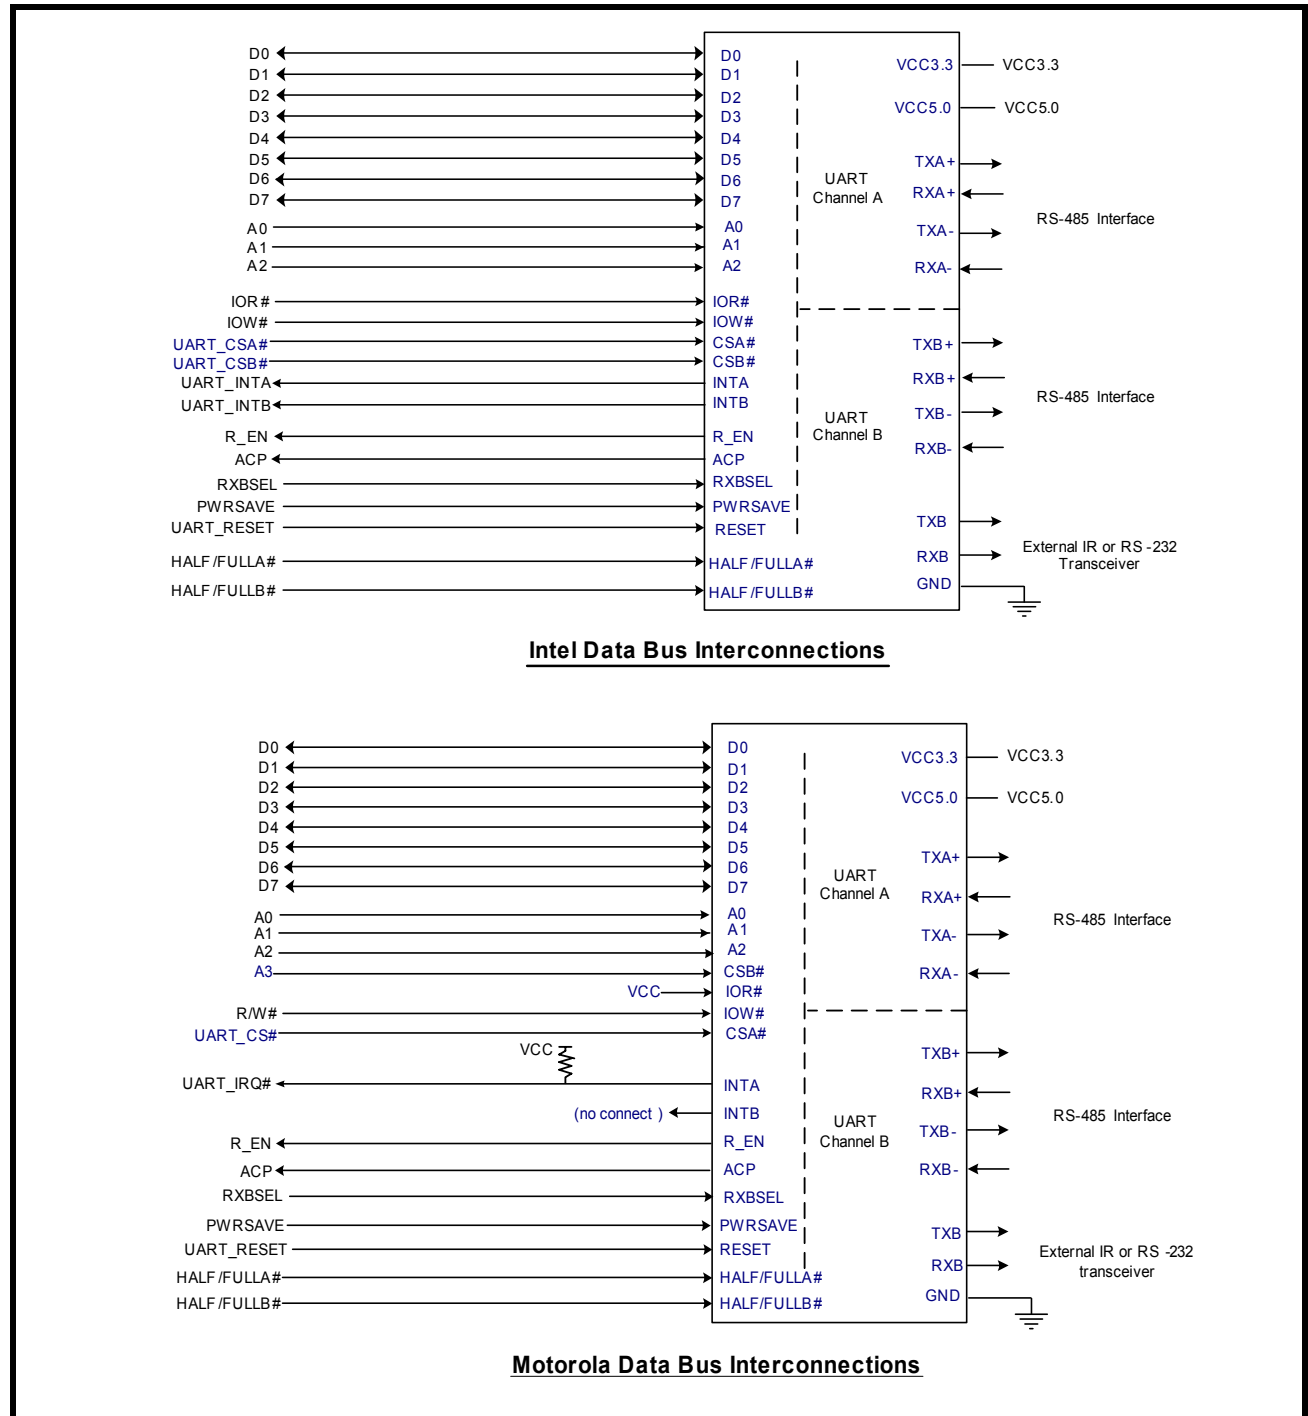 D0 D0 VCC3.3 VCC3.3
D1 D1
D2 D2 VCC5.0 VCC5.0
D3 D3
D4 D4
D5 D5 TXA+
D6 D6 UART
D7 D7 Channel A RXA+
RS-485 Interface
A0 A0 TXA-
A1 A1
A2 A2 RXA-
IOR# IOR#
IOW# IOW#
UART_CSA# CSA# TXB+
UART_CSB# CSB#
UART_INTA INTA RXB+
RS-485 Interface
UART_INTB INTB TXB-
UART
Channel B
R_EN R_EN RXB-
ACP ACP
RXBSEL RXBSEL
PWRSAVE PWRSAVE
UART_RESET RESET TXB
External IR or RS -232
Transceiver
HALF/FULLA# HALF/FULLA# RXB
HALF/FULLB# HALF/FULLB# GND
Intel Data Bus Interconnections
D0 D0 VCC3.3 VCC3.3
D1 D1
D2 D2
D3 D3 VCC5.0 VCC5.0
D4 D4
D5 D5 TXA+
D6 D6 UART
D7 D7 Channel A RXA+
A0 A0 RS-485 Interface
A1 A1 TXA-
A2 A2
A3 CSB# RXA-
VCC IOR#
R/W# IOW#
UART_CS# CSA#
VCC TXB+
UART_IRQ# INTA RXB+
(no connect ) INTB RS-485 Interface
UART TXB-
R_EN R_EN Channel B
ACP ACP RXB-
RXBSEL RXBSEL
PWRSAVE PWRSAVE TXB
UART_RESET RESET
External IR or RS -232
transceiver
HALF/FULLA# HALF/FULLA# RXB
HALF/FULLB# HALF/FULLB# GND
Motorola Data Bus Interconnections